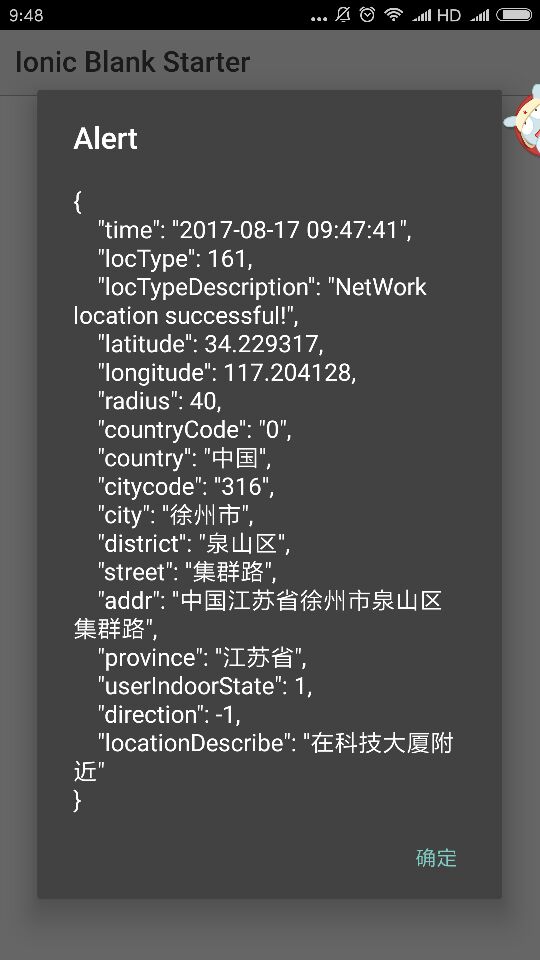 9:48
... HD
Ionic Blank Starter
Alert
{
"time": "2017-08-17 09:47:41",
"locType": 161,
"locTypeDescription": "NetWork
location successful!",
"latitude": 34.229317,
"longitude": 117.204128,
"radius": 40,
"countryCode": "0",
"country": "中国",
"citycode": "316",
"city": "徐州市",
"district": "泉山区",
"street": "集群路",
"addr": "中国江苏省徐州市泉山区
集群路",
"province": "江苏省",
"userIndoorState": 1,
"direction": -1,
"locationDescribe": "在科技大厦附
近"
}
确定